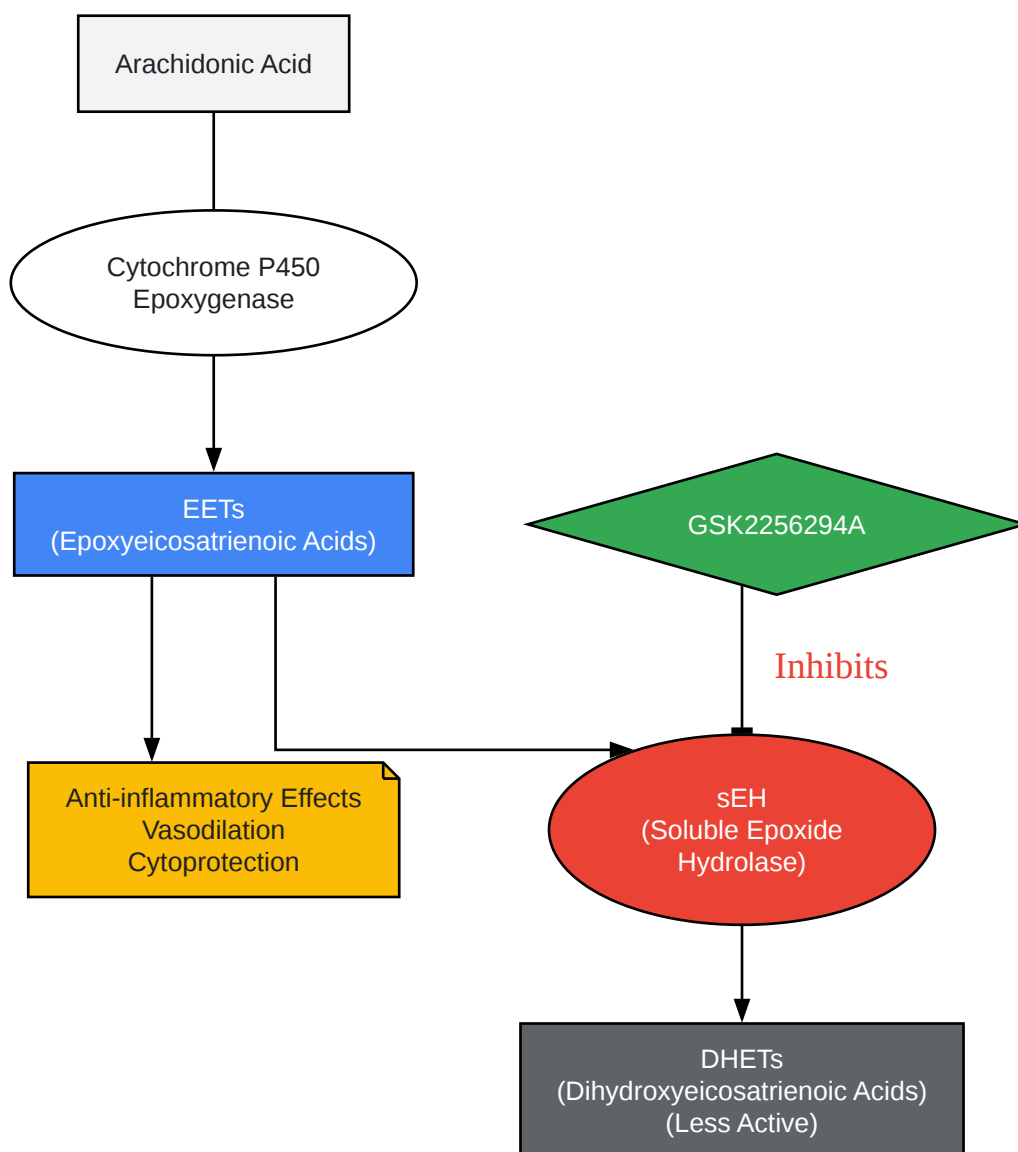 Arachidonic Acid
Cytochrome P450
Epoxygenase
EETs
(Epoxyeicosatrienoic Acids)
GSK2256294A
Inhibits
Anti-inflammatory Effects
Vasodilation
Cytoprotection
sEH
(Soluble Epoxide
Hydrolase)
DHETs
(Dihydroxyeicosatrienoic Acids)
(Less Active)